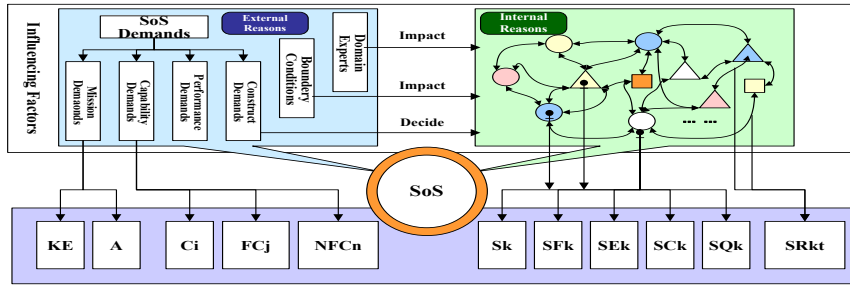 Influencing Factors
SoS
Demands
External
Reasons
Mission
Demaonds
Capability
Demands
Performance
Demands
Construct
Demands
Boundery
Conditions
Domain
Experts
Impact
Impact
Decide
Internal
Reasons
... ...
SoS
KE
A
Ci
FCj
NFCn
Sk
SFk
SEk
SCk
SQk
SRkt